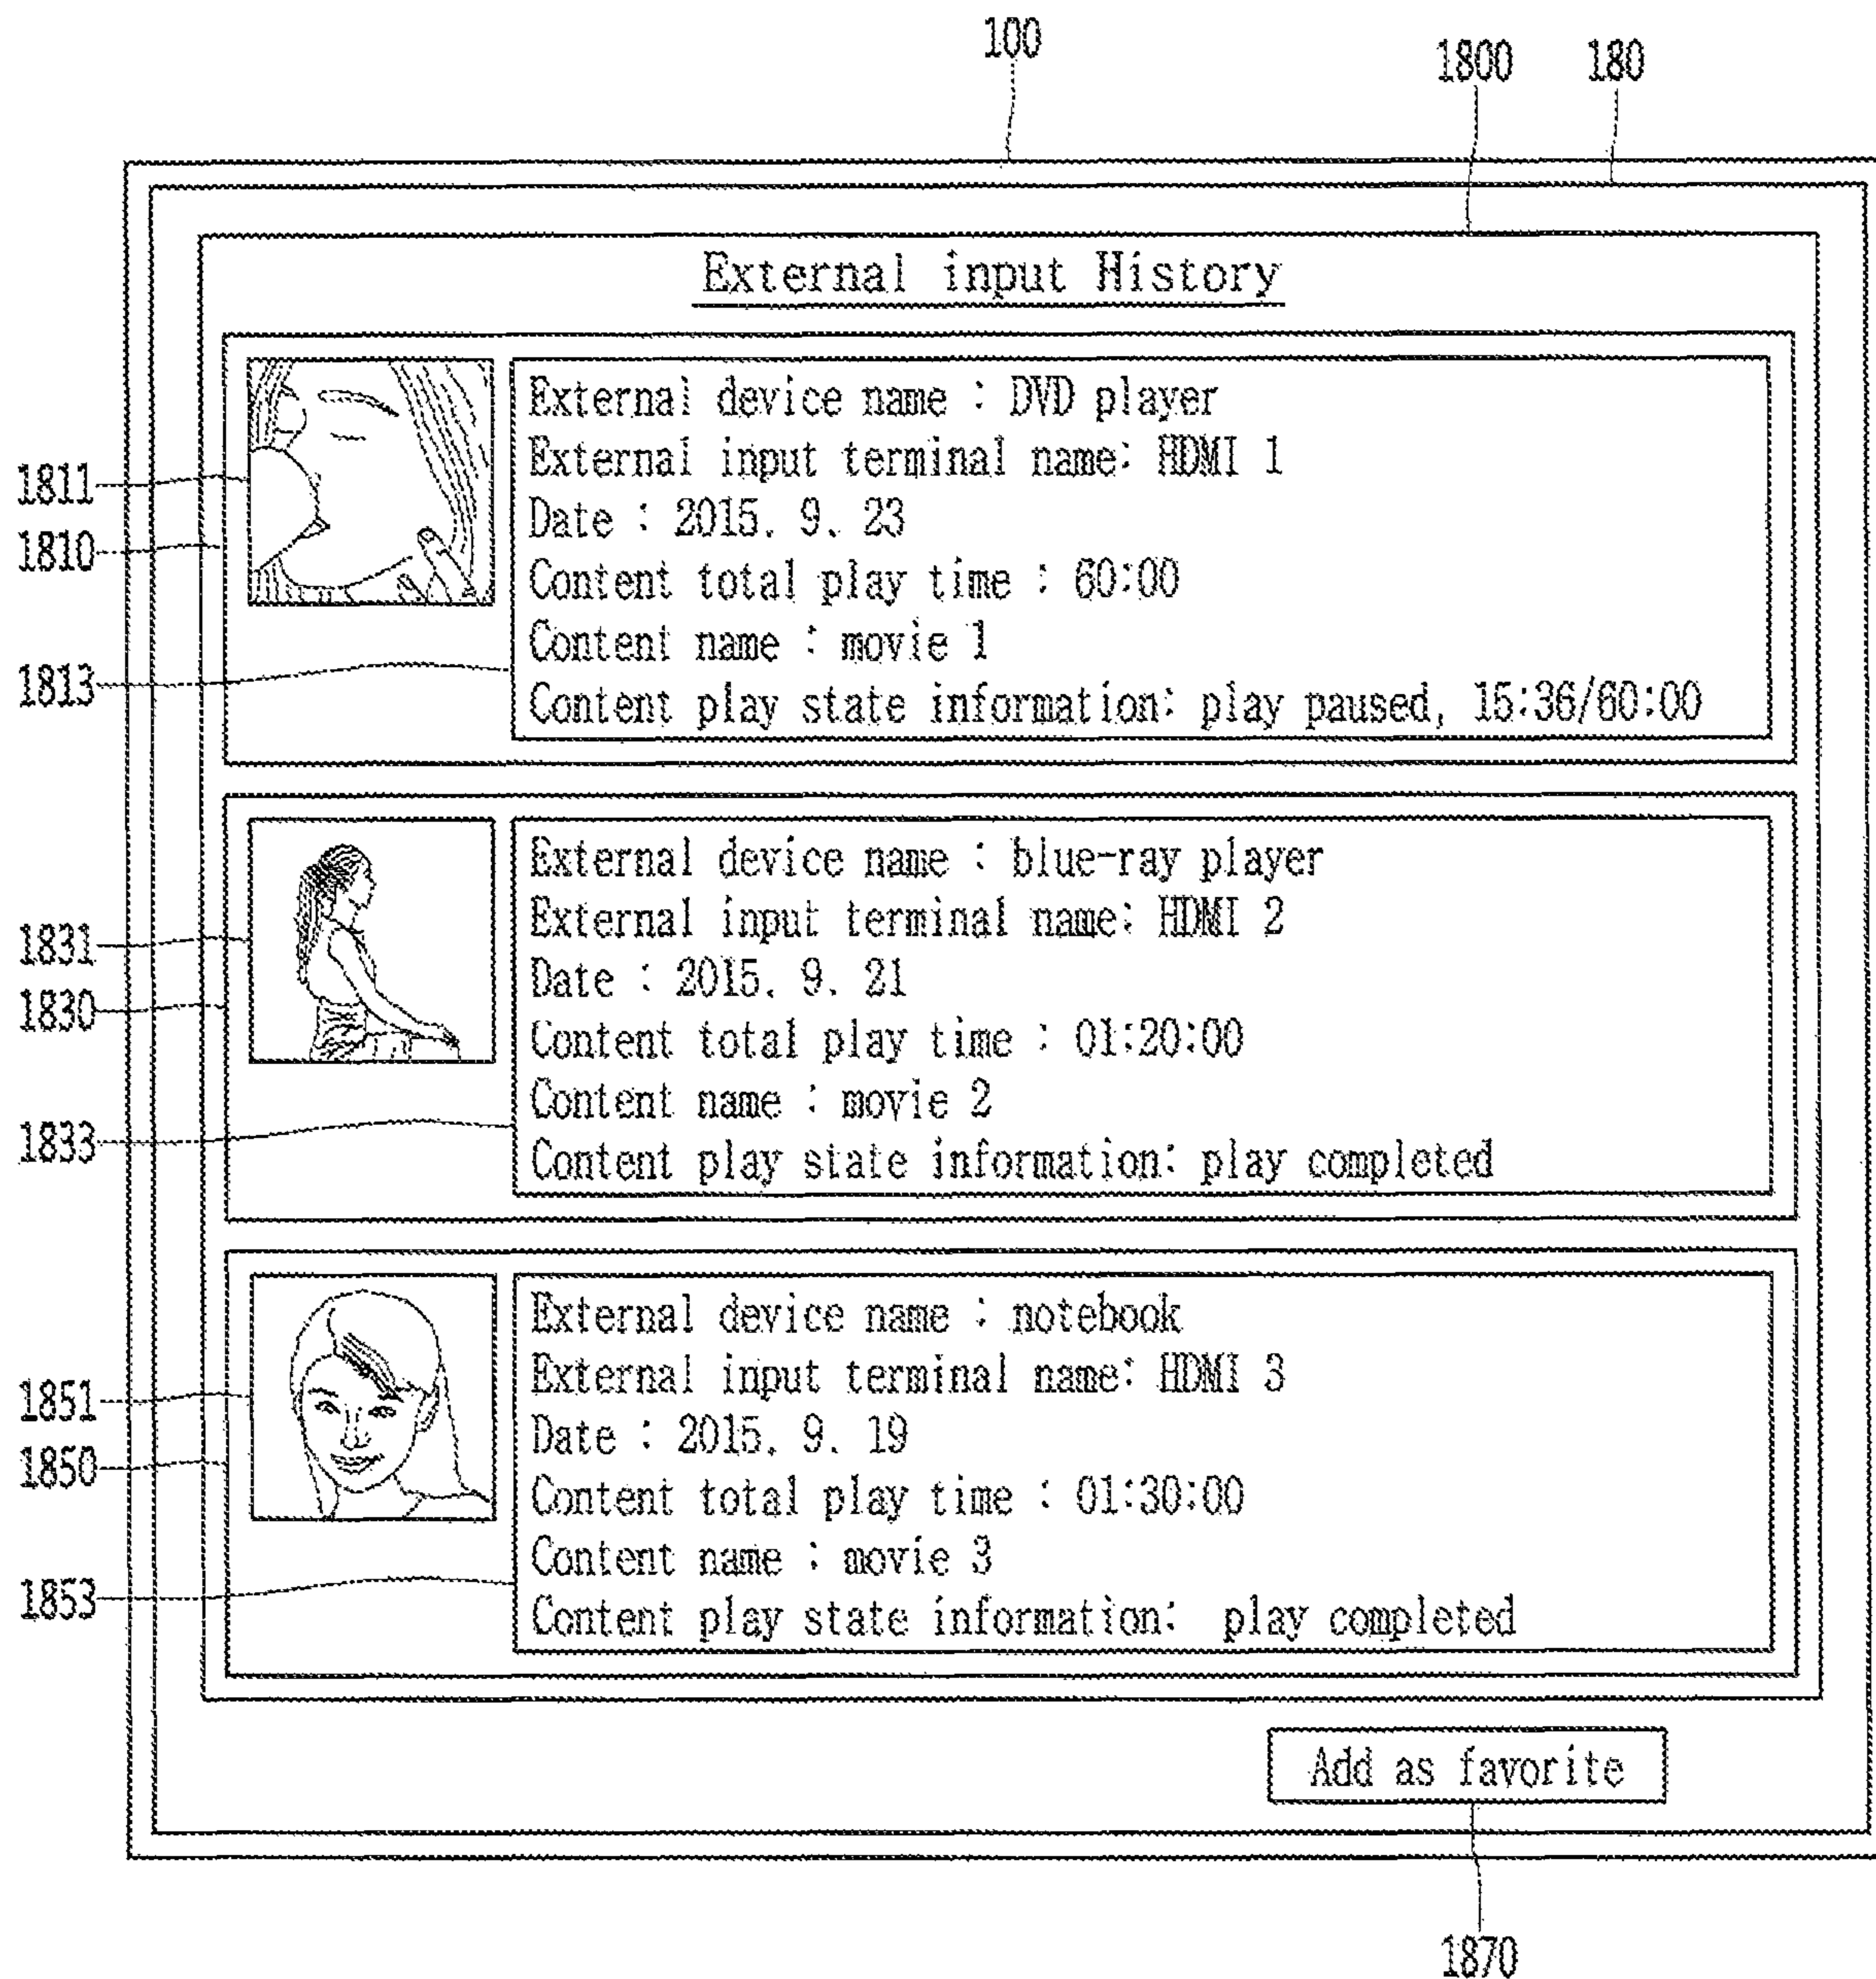 100
1800 180
External input History
External device name : DVD player
External input terminal name: HDMI 1
1811
Date : 2015. 9. 23
1810
Content total play time : 60:00
Content name : movie 1
1813
Content play state information: play paused, 15:36/60:00
External device name : blue-ray player
External input terminal name: HDMI 2
1831
Date : 2015. 9. 21
1830
Content total play time : 01:20:00
Content name : movie 2
1833
Content play state information: play completed
External device name : notebook
External input terminal name: HDMI 3
1851
Date : 2015. 9. 19
1850
Content total play time : 01:30:00
Content name : movie 3
1853
Content play state information: play completed
Add as favorite
1870